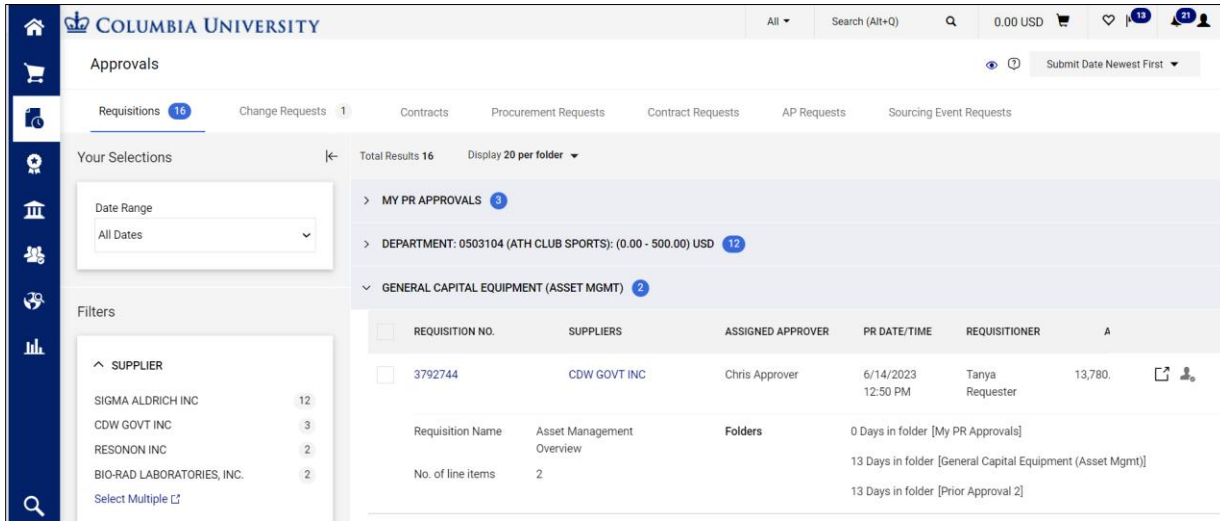 COLUMBIA UNIVERSITY
All
Search (Alt+Q)
0.00 USD
13
21
Approvals
Submit Date Newest First
Requisitions 16
Change Requests 1
Contracts
Procurement Requests
Contract Requests
AP Requests
Sourcing Event Requests
Your Selections
Total Results 16
Display 20 per folder
Date Range
All Dates
MY PR APPROVALS 3
DEPARTMENT: 0503104 (ATH CLUB SPORTS): (0.00 - 500.00) USD 12
GENERAL CAPITAL EQUIPMENT (ASSET MGMT) 2
Filters
SUPPLIER
SIGMA ALDRICH INC 12
CDW GOVT INC 3
RESONON INC 2
BIO-RAD LABORATORIES, INC. 2
Select Multiple
REQUISITION NO. SUPPLIERS ASSIGNED APPROVER PR DATE/TIME REQUISITIONER A
3792744 CDW GOVT INC Chris Approver 6/14/2023 Tanya 13,780.
12:50 PM Requester
Requisition Name Asset Management Folders 0 Days in folder [My PR Approvals]
Overview
13 Days in folder [General Capital Equipment (Asset Mgmt)]
No. of line items 2
13 Days in folder [Prior Approval 2]